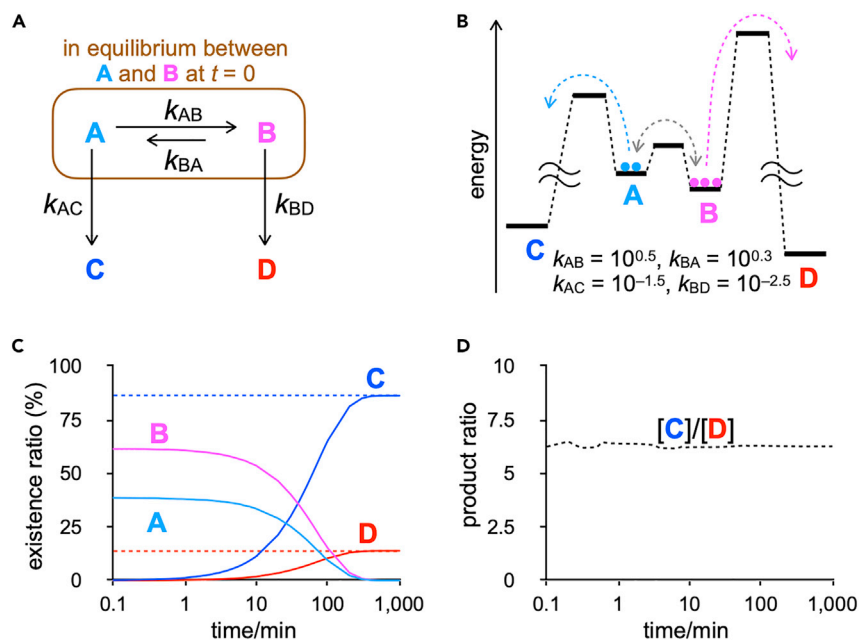 A
in equilibrium between
A and B at t = 0
A
kAB
B
kBA
kAC
kBD
C
D
B
energy
A
B
C
D
kAB = 10^0.5, kBA = 10^0.3
kAC = 10^–1.5, kBD = 10^–2.5
C
existence ratio (%)
100
75
50
25
0
C
B
A
D
0.1
1
10
100
1,000
time/min
D
product ratio
10
7.5
5
2.5
0
[C]/[D]
0.1
1
10
100
1,000
time/min